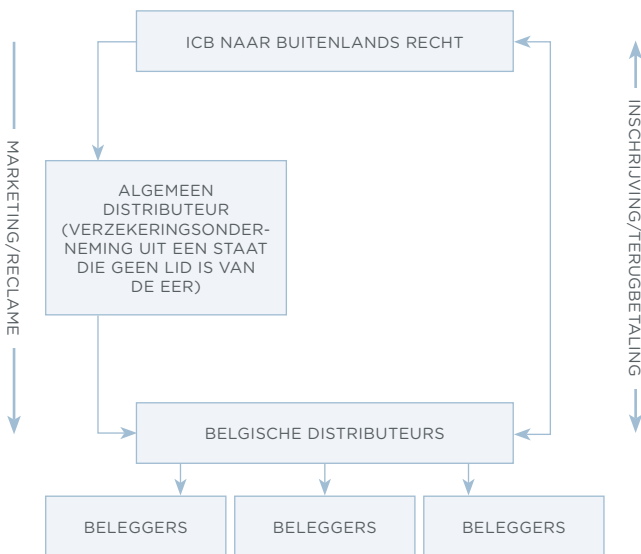 ICB NAAR BUITENLANDS RECHT
MARKETING/RECLAME
INSCHRIJVING/TERUGBETALING
ALGEMEEN
DISTRIBUTEUR
(VERZEKERINGSONDER-
NEMING UIT EEN STAAT
DIE GEEN LID IS VAN
DE EER)
BELGISCHE DISTRIBUTEURS
BELEGGERS
BELEGGERS
BELEGGERS